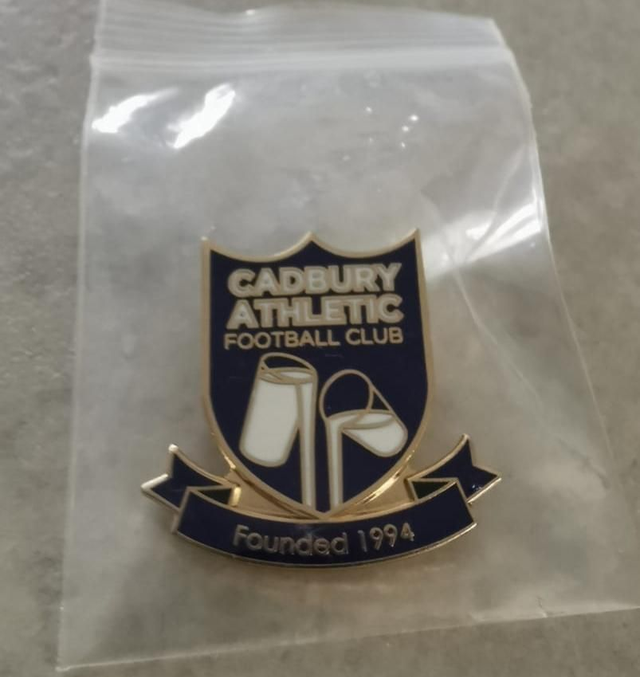 CADBURY
ATHLETIC
FOOTBALL CLUB
Founded 1994